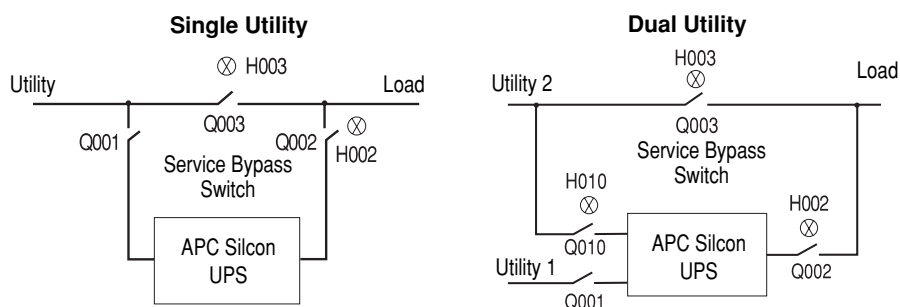 Single Utility
H003
Utility
Load
Q003
Q001
Q002
H002
Service Bypass
Switch
APC Silcon
UPS
Dual Utility
H003
Utility 2
Load
Q003
Service Bypass
Switch
H010
H002
Q010
APC Silcon
UPS
Q002
Utility 1
Q001